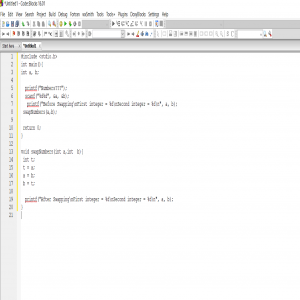 *Untitled1 - Code::Blocks 16.01
File Edit View Search Project Build Debug Fortran wxSmith Tools Tools+ Plugins DoxyBlocks Settings Help
Start here *Untitled1
1 #include <stdio.h>
2 int main(){
3 int a, b;
4
5 printf("Numbers???");
6 scanf("%d%d", &a, &b);
7 printf("Before Swapping\nFirst integer = %d\nSecond integer = %d\n", a, b);
8 swapNumbers(a,b);
9
10 return 0;
11 }
12
13 void swapNumbers(int a,int b){
14 int t;
15 t = a;
16 a = b;
17 b = t;
18
19 printf("After Swapping\nFirst integer = %d\nSecond integer = %d\n", a, b);
20 }
21